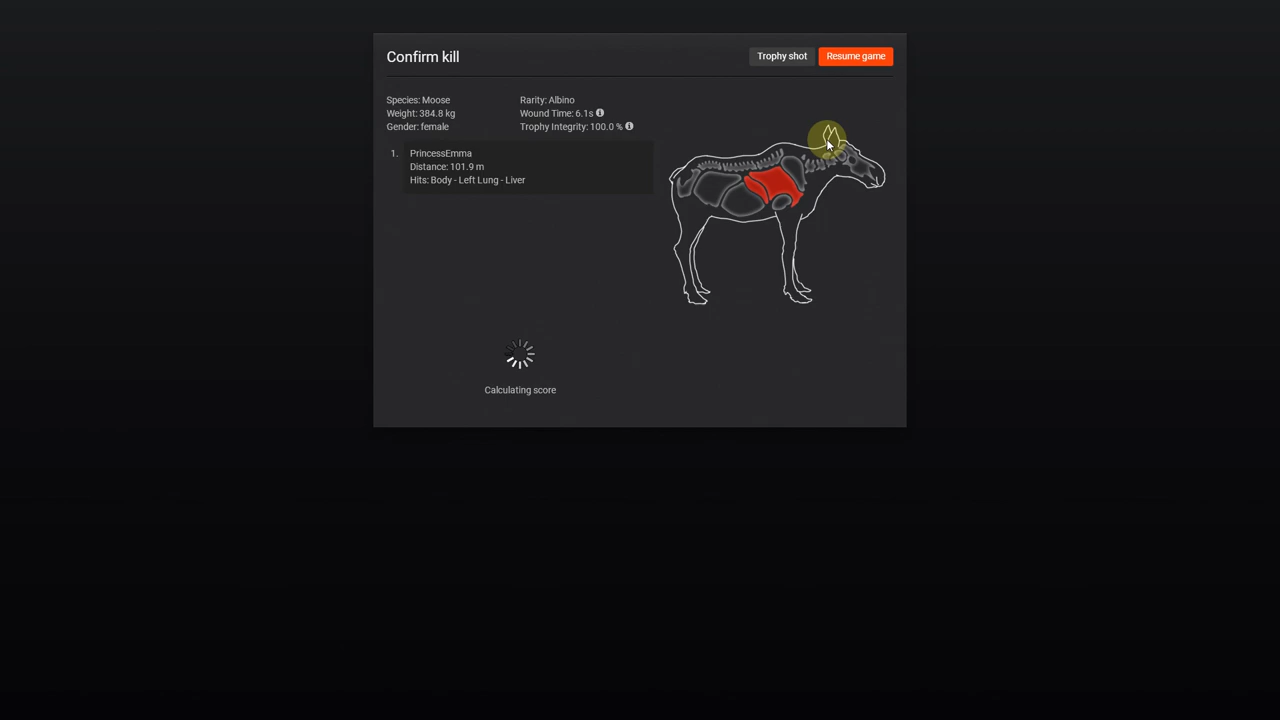 Confirm kill
Trophy shot
Resume game
Species: Moose
Rarity: Albino
Weight: 384.8 kg
Wound Time: 6.1s
Gender: female
Trophy Integrity: 100.0 %
1. PrincessEmma
Distance: 101.9 m
Hits: Body - Left Lung - Liver
Calculating score